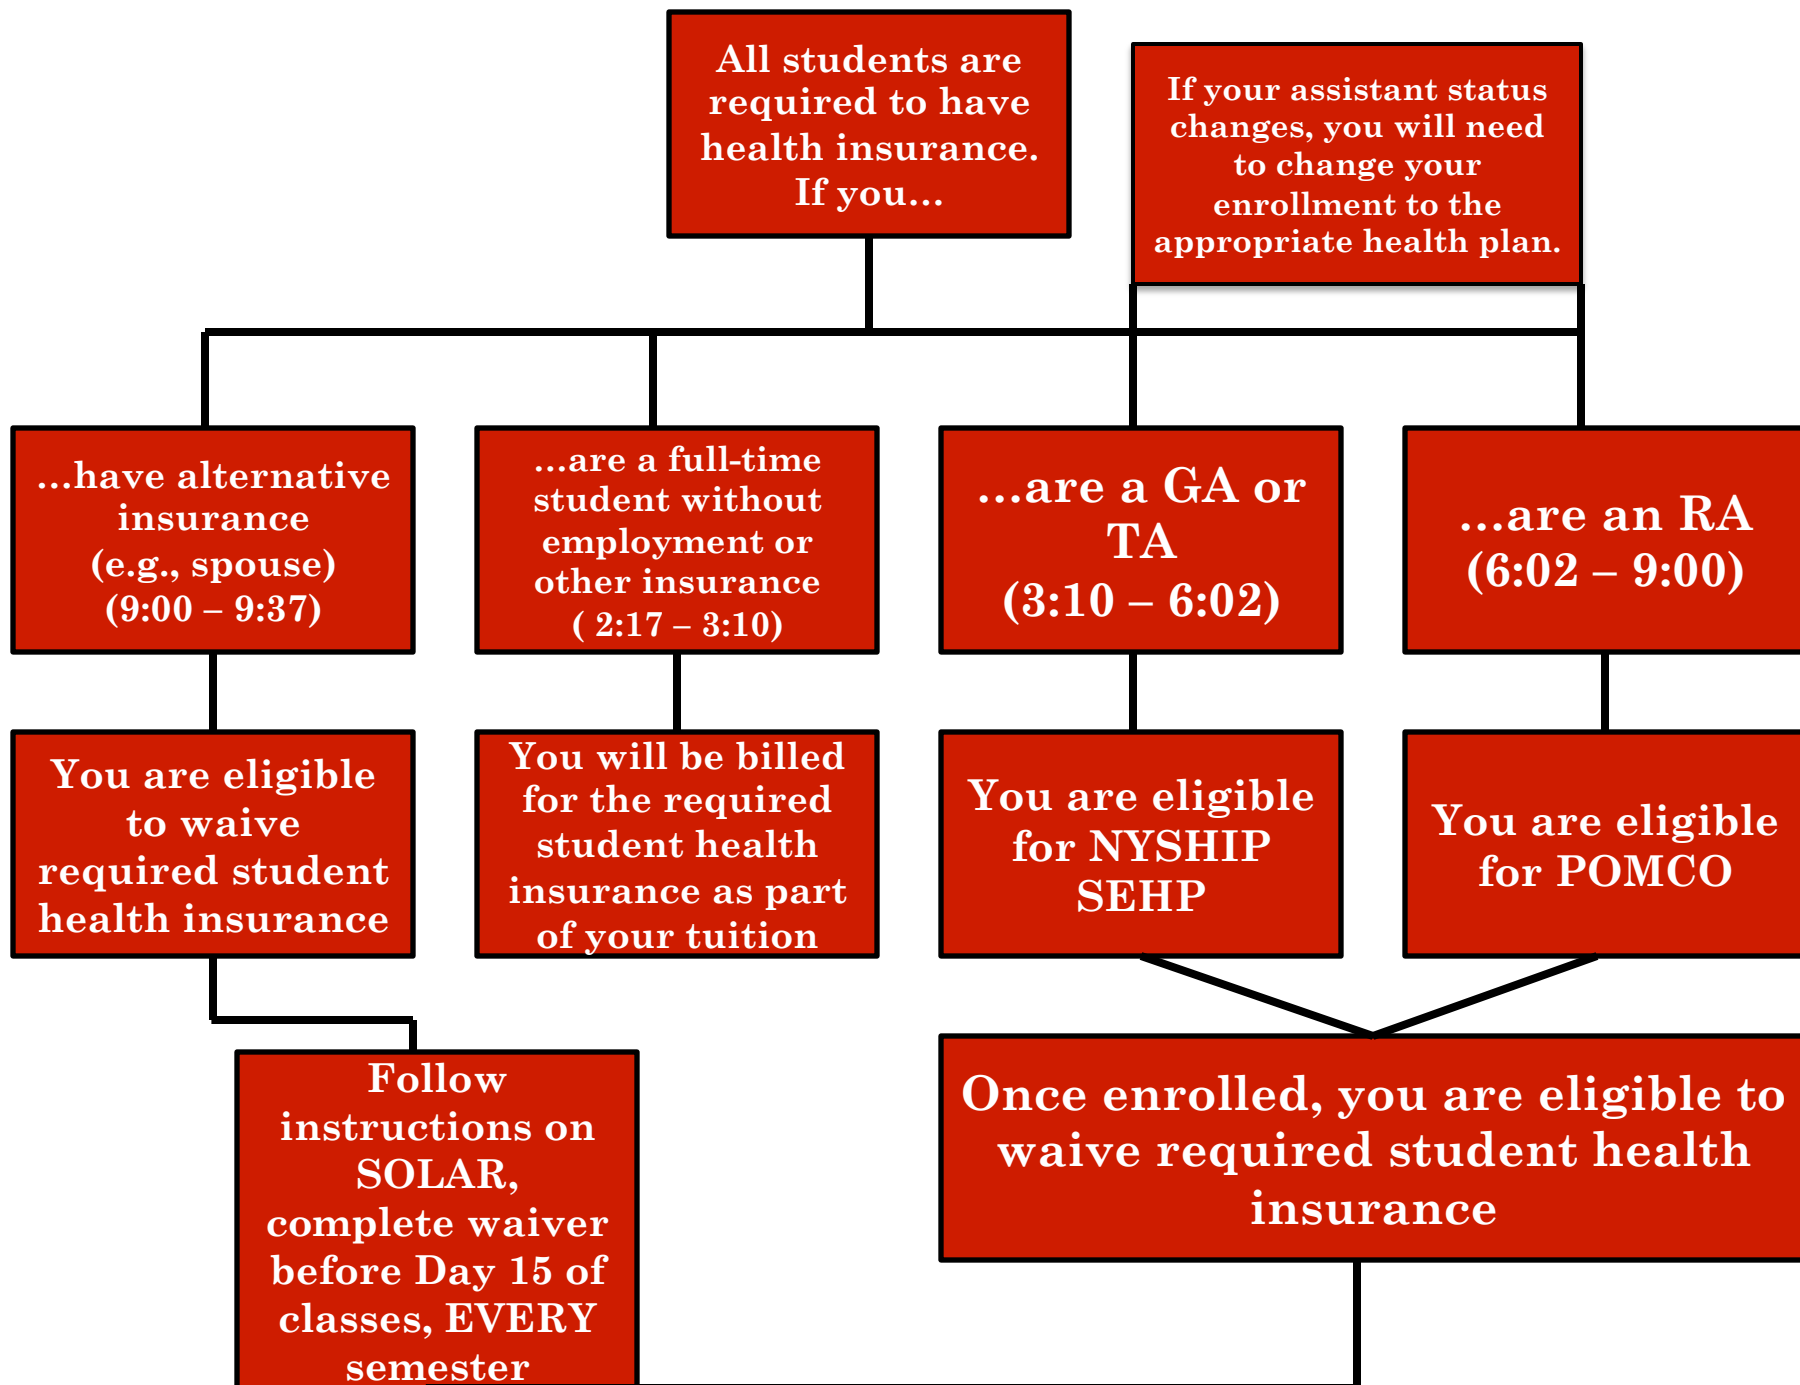 All students are
required to have
health insurance.
If you...
If your assistant status
changes, you will need
to change your
enrollment to the
appropriate health plan.
...have alternative
insurance
(e.g., spouse)
(9:00 – 9:37)
...are a full-time
student without
employment or
other insurance
( 2:17 – 3:10)
...are a GA or
TA
(3:10 – 6:02)
...are an RA
(6:02 – 9:00)
You are eligible
to waive
required student
health insurance
You will be billed
for the required
student health
insurance as part
of your tuition
You are eligible
for NYSHIP
SEHP
You are eligible
for POMCO
Follow
instructions on
SOLAR,
complete waiver
before Day 15 of
classes, EVERY
semester
Once enrolled, you are eligible to
waive required student health
insurance